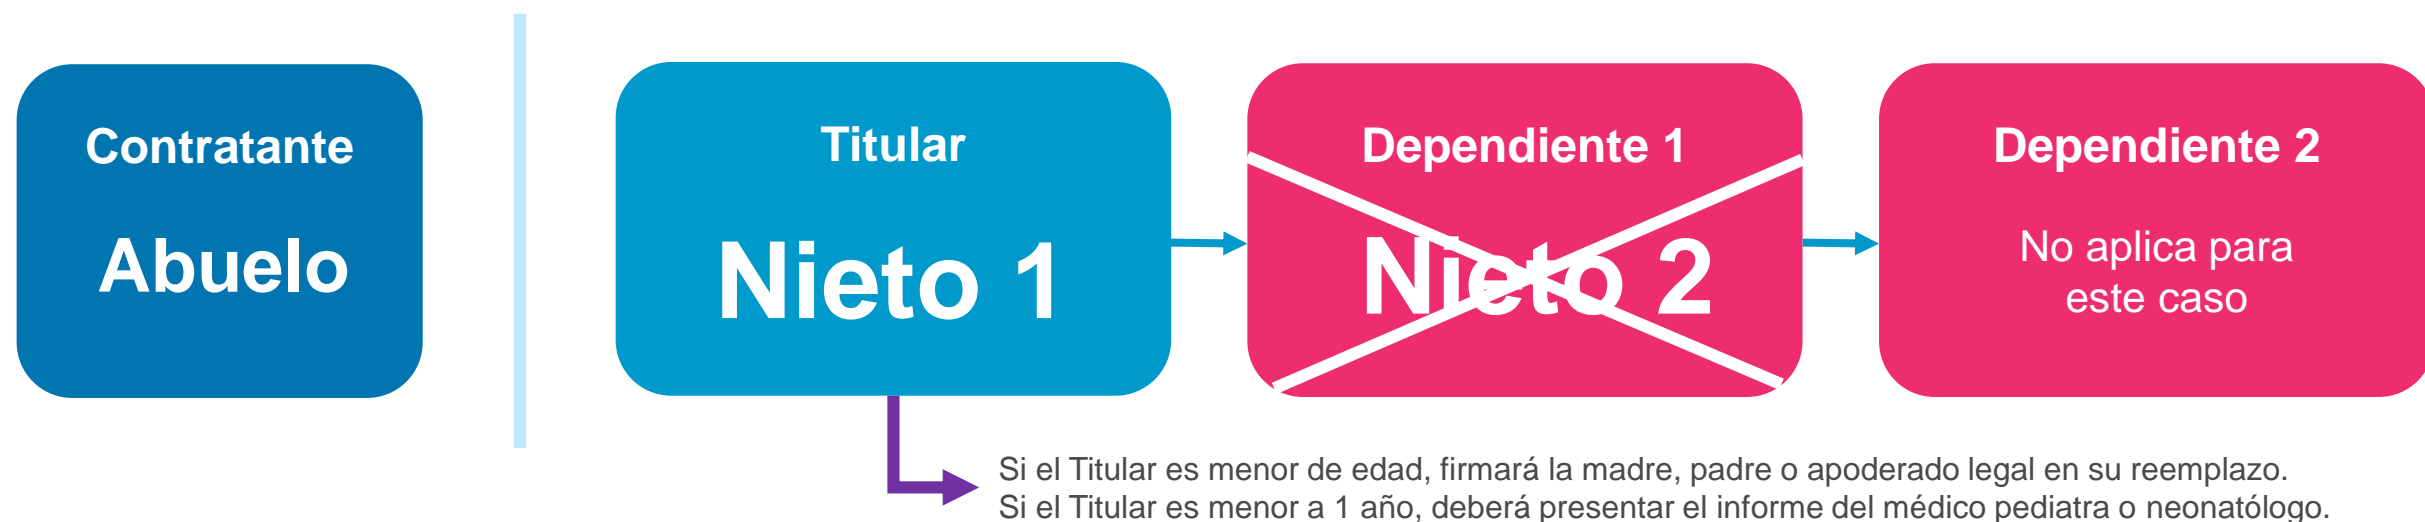 Contratante
Abuelo
Titular
Nieto 1
Dependiente 1
Nieto 2
Dependiente 2
No aplica para
este caso
Si el Titular es menor de edad, firmará la madre, padre o apoderado legal en su reemplazo.
Si el Titular es menor a 1 año, deberá presentar el informe del médico pediatra o neonatólogo.